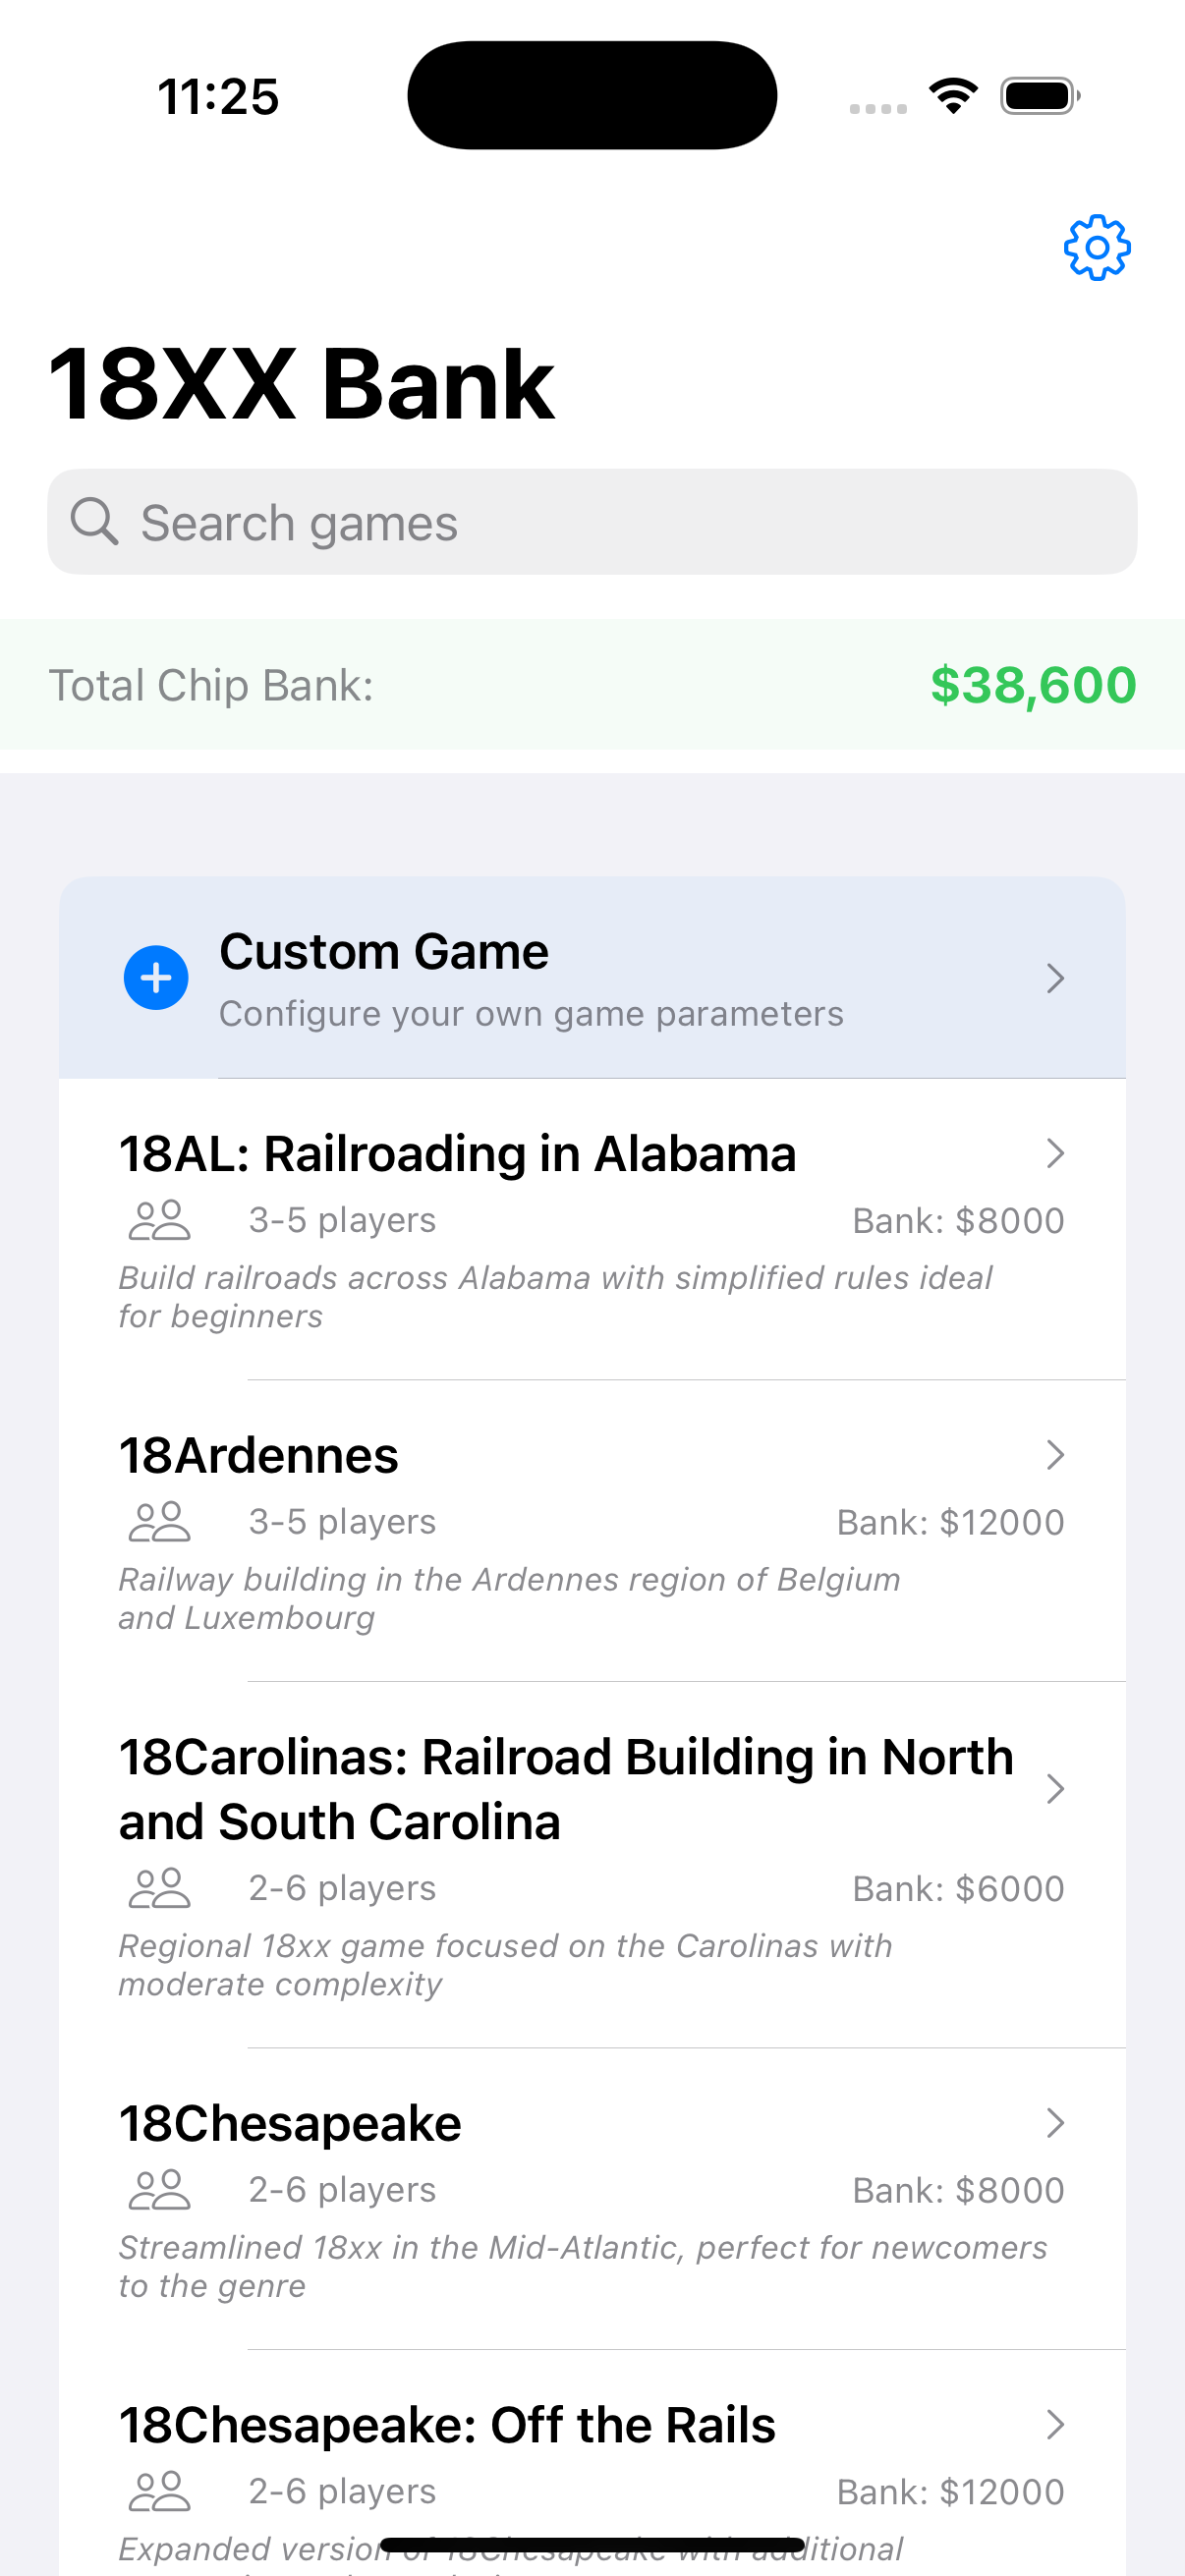 11:25
18XX Bank
Search games
Total Chip Bank:
$38,600
Custom Game
Configure your own game parameters
18AL: Railroading in Alabama
3-5 players
Bank: $8000
Build railroads across Alabama with simplified rules ideal
for beginners
18Ardennes
3-5 players
Bank: $12000
Railway building in the Ardennes region of Belgium
and Luxembourg
18Carolinas: Railroad Building in North
and South Carolina
2-6 players
Bank: $6000
Regional 18xx game focused on the Carolinas with
moderate complexity
18Chesapeake
2-6 players
Bank: $8000
Streamlined 18xx in the Mid-Atlantic, perfect for newcomers
to the genre
18Chesapeake: Off the Rails
2-6 players
Bank: $12000
Expanded version of 18Chesapeake with additional